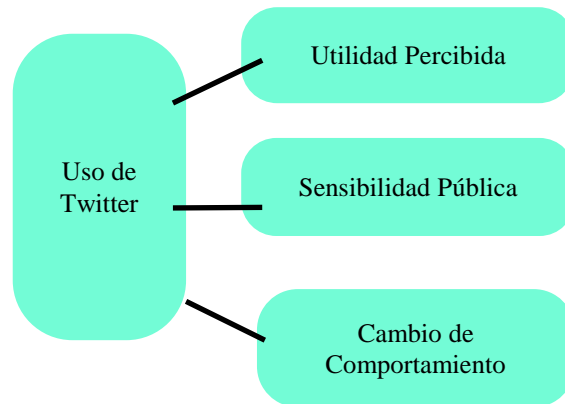 Utilidad Percibida
Uso de
Twitter
Sensibilidad Pública
Cambio de
Comportamiento